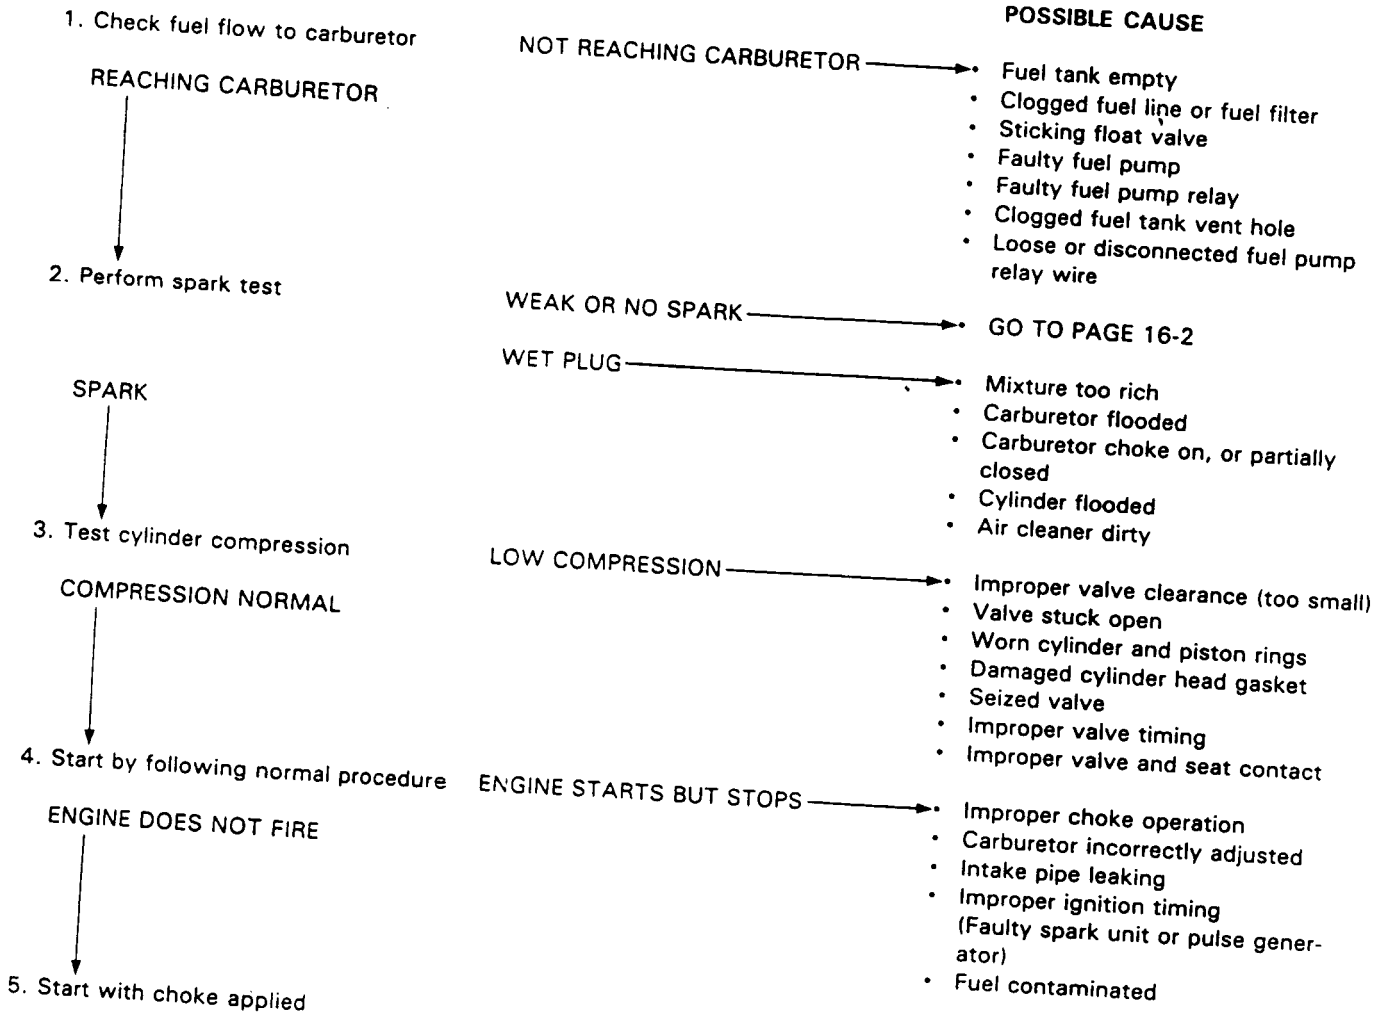 POSSIBLE CAUSE
1. Check fuel flow to carburetor
NOT REACHING CARBURETOR
REACHING CARBURETOR
• Fuel tank empty
• Clogged fuel line or fuel filter
• Sticking float valve
• Faulty fuel pump
• Faulty fuel pump relay
• Clogged fuel tank vent hole
• Loose or disconnected fuel pump
relay wire
2. Perform spark test
WEAK OR NO SPARK
• GO TO PAGE 16-2
WET PLUG
SPARK
• Mixture too rich
• Carburetor flooded
• Carburetor choke on, or partially
closed
• Cylinder flooded
• Air cleaner dirty
3. Test cylinder compression
LOW COMPRESSION
COMPRESSION NORMAL
• Improper valve clearance (too small)
• Valve stuck open
• Worn cylinder and piston rings
• Damaged cylinder head gasket
• Seized valve
• Improper valve timing
• Improper valve and seat contact
4. Start by following normal procedure
ENGINE STARTS BUT STOPS
ENGINE DOES NOT FIRE
• Improper choke operation
• Carburetor incorrectly adjusted
• Intake pipe leaking
• Improper ignition timing
(Faulty spark unit or pulse gener-
ator)
• Fuel contaminated
5. Start with choke applied